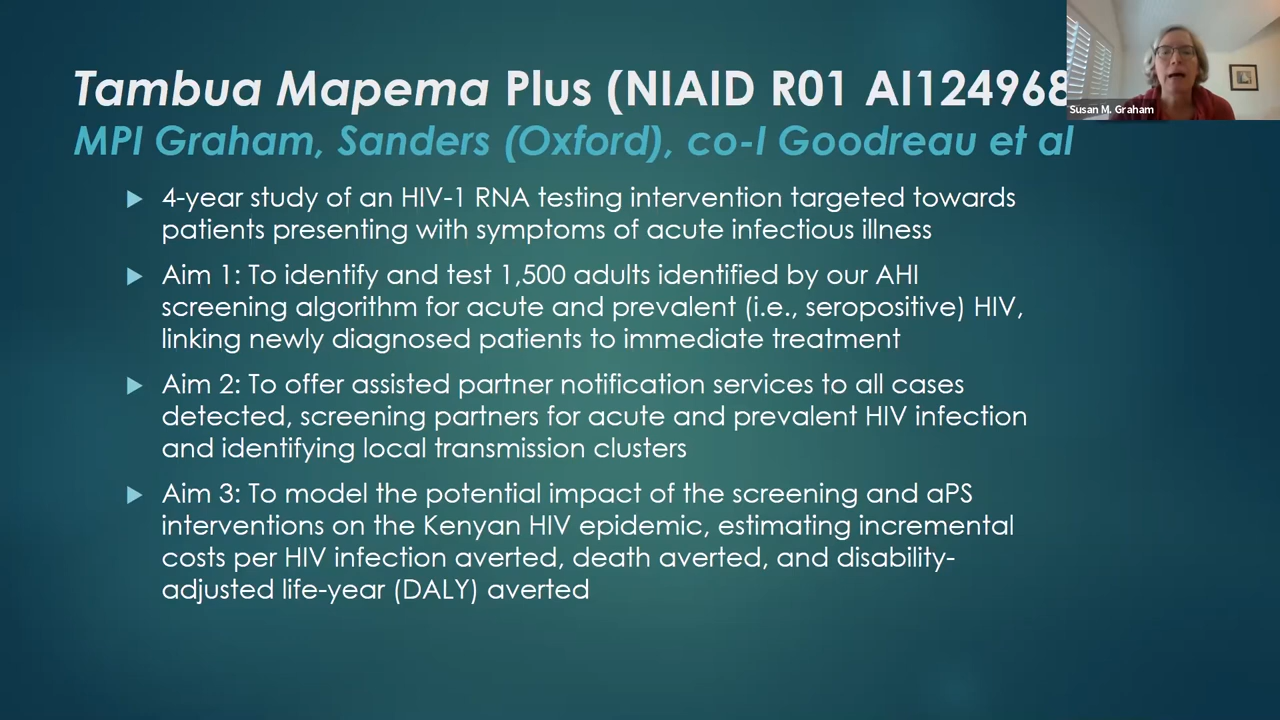 Tambua Mapema Plus (NIAID R01 AI124968
MPI Graham, Sanders (Oxford), co-I Goodreau et al
Susan M. Graham
4-year study of an HIV-1 RNA testing intervention targeted towards
patients presenting with symptoms of acute infectious illness
Aim 1: To identify and test 1,500 adults identified by our AHI
screening algorithm for acute and prevalent (i.e., seropositive) HIV,
linking newly diagnosed patients to immediate treatment
Aim 2: To offer assisted partner notification services to all cases
detected, screening partners for acute and prevalent HIV infection
and identifying local transmission clusters
Aim 3: To model the potential impact of the screening and aPS
interventions on the Kenyan HIV epidemic, estimating incremental
costs per HIV infection averted, death averted, and disability-
adjusted life-year (DALY) averted